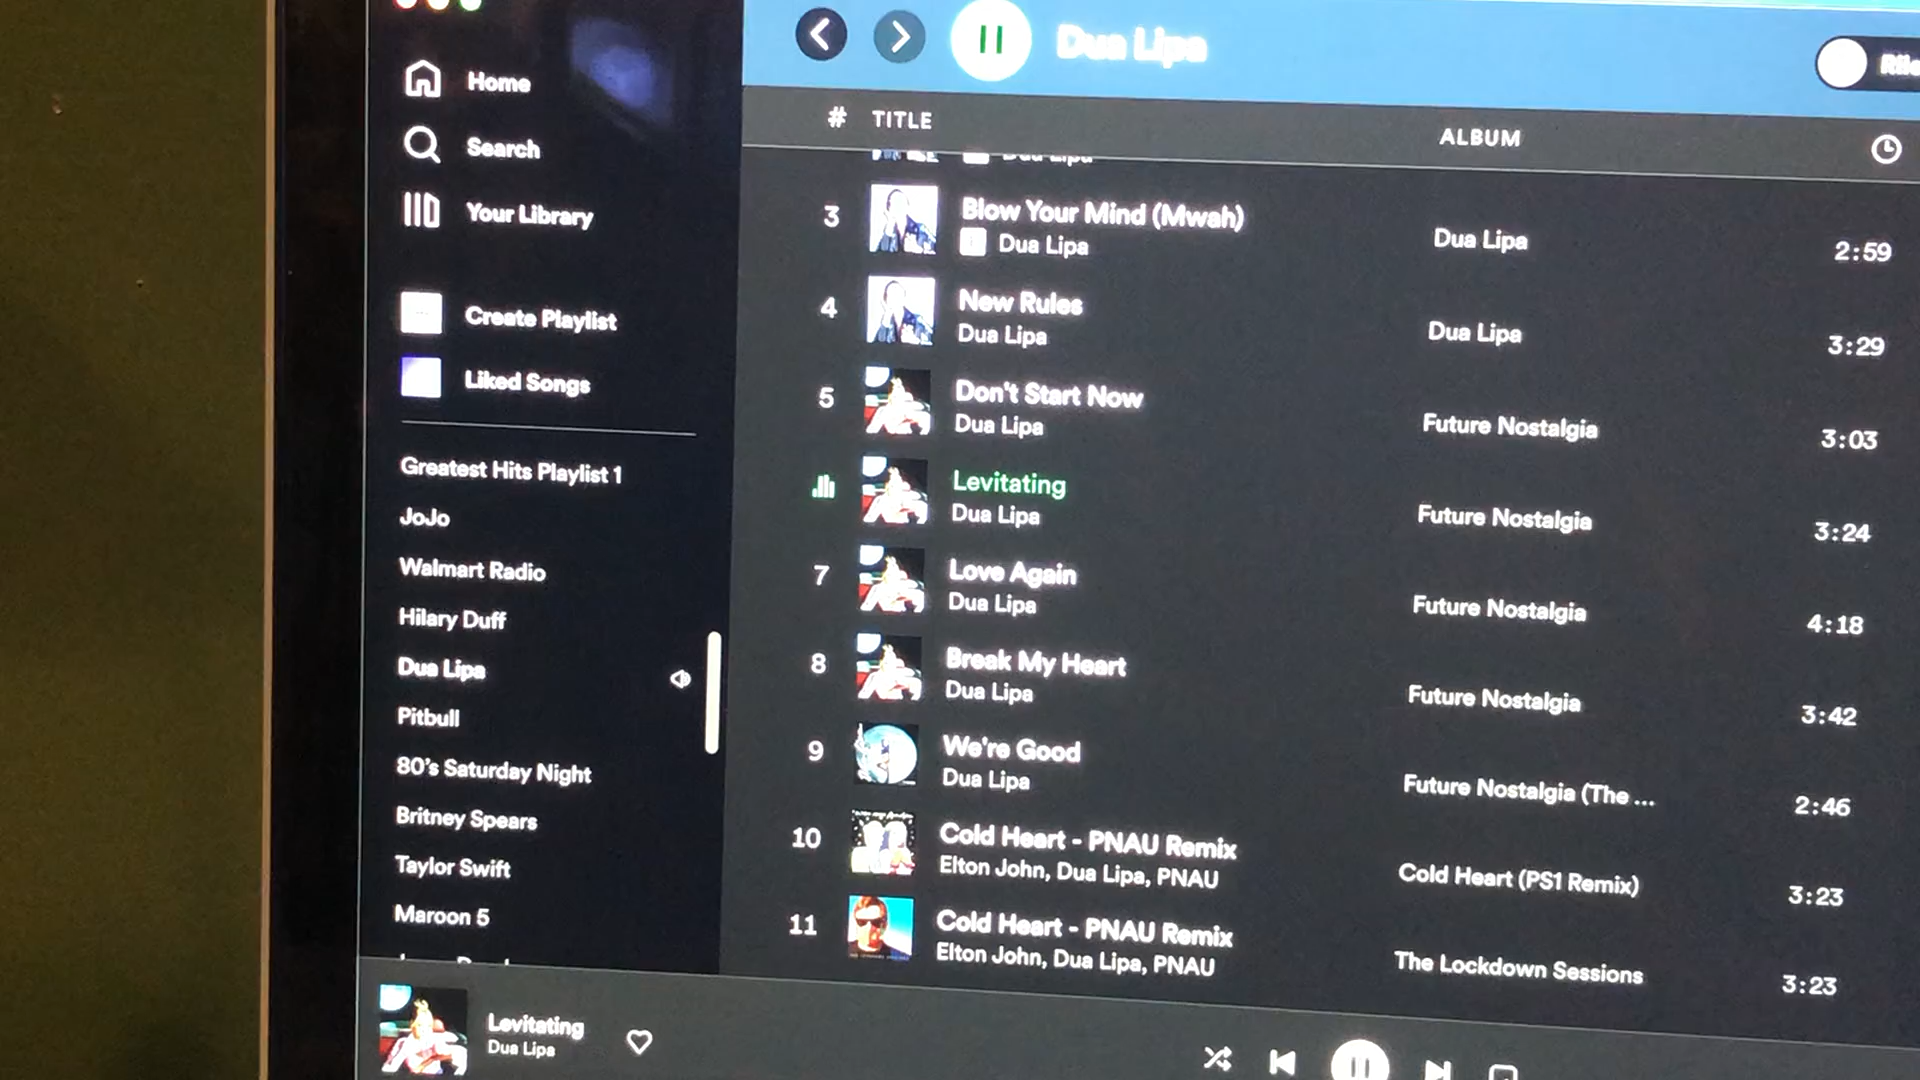 Home
Search
Your Library
Create Playlist
Liked Songs
Greatest Hits Playlist 1
JoJo
Walmart Radio
Hilary Duff
Dua Lipa
Pitbull
80's Saturday Night
Britney Spears
Taylor Swift
Maroon 5
Dua Lipa
# TITLE ALBUM
Dua Lipa
3 Blow Your Mind (Mwah) Dua Lipa 2:59
Dua Lipa
4 New Rules Dua Lipa 3:29
Dua Lipa
5 Don't Start Now Future Nostalgia 3:03
Dua Lipa
Levitating Future Nostalgia 3:24
Dua Lipa
7 Love Again Future Nostalgia 4:18
Dua Lipa
8 Break My Heart Future Nostalgia 3:42
Dua Lipa
9 We're Good Future Nostalgia (The ... 2:46
Dua Lipa
10 Cold Heart - PNAU Remix Cold Heart (PS1 Remix) 3:23
Elton John, Dua Lipa, PNAU
11 Cold Heart - PNAU Remix The Lockdown Sessions 3:23
Elton John, Dua Lipa, PNAU
Levitating
Dua Lipa